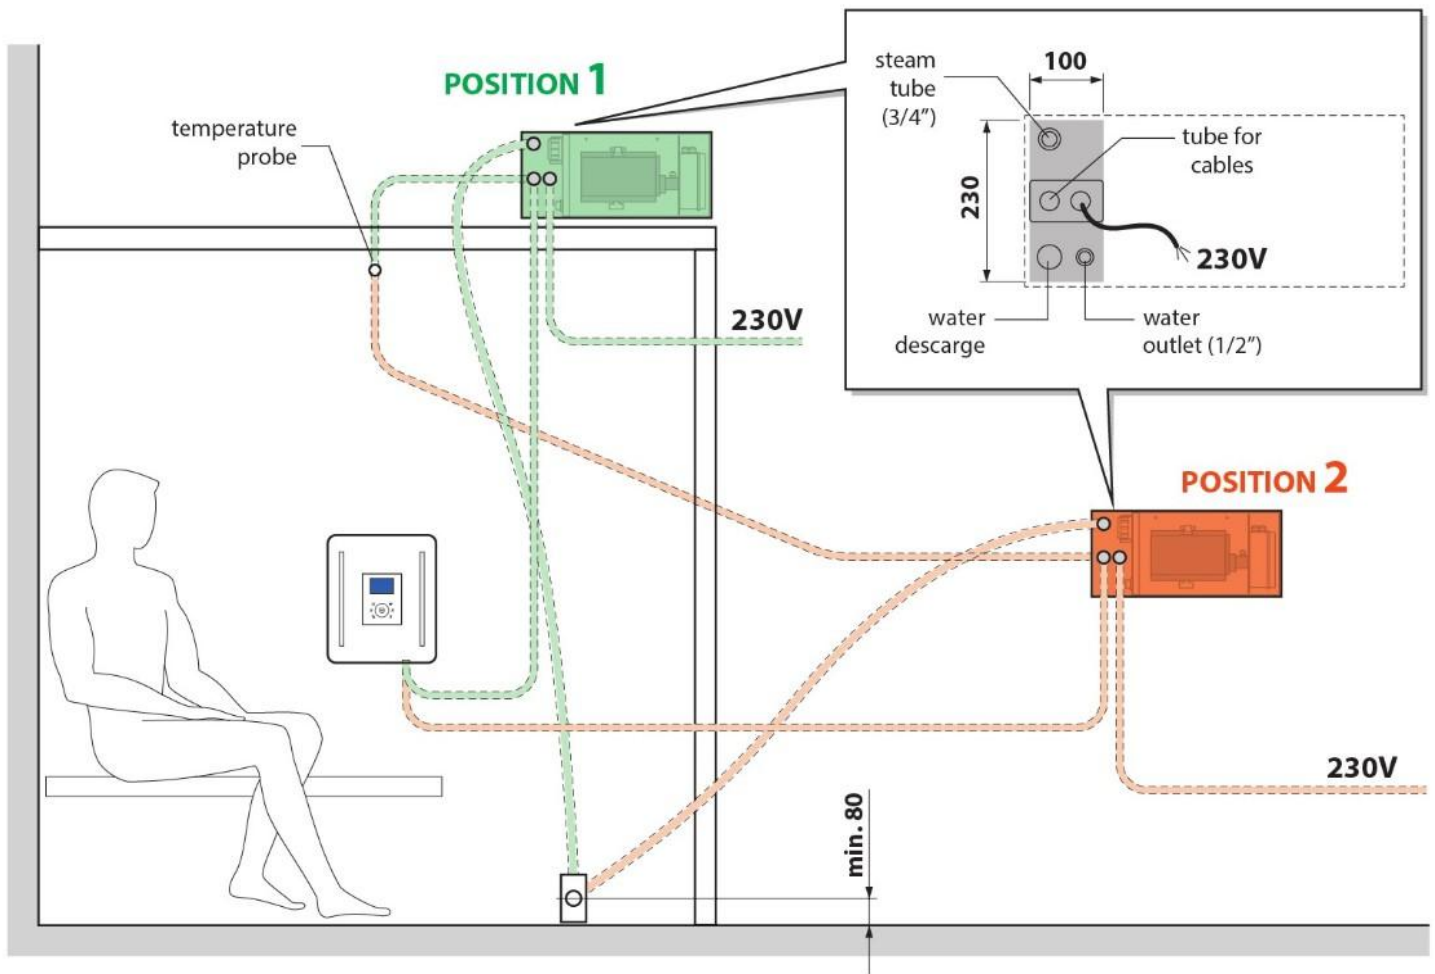 POSITION 1
temperature
probe
230V
steam
tube
(3/4”)
100
230
tube for
cables
230V
water
descarge
water
outlet (1/2”)
POSITION 2
230V
min. 80